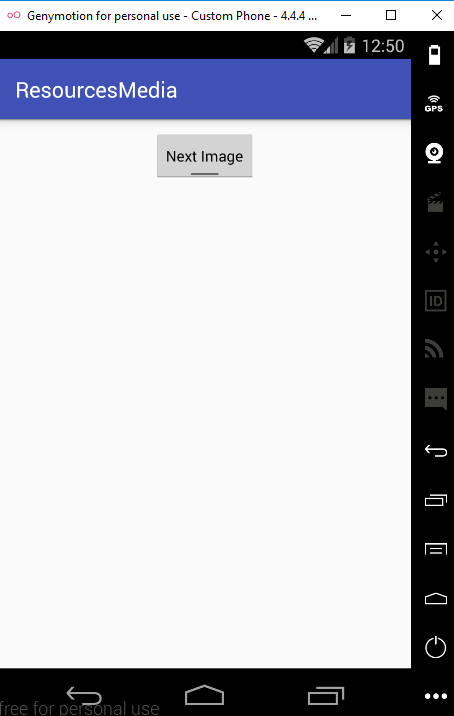 Genymotion for personal use - Custom Phone - 4.4.4 ...
12:50
ResourcesMedia
GPS
Next Image
ID
free for personal use